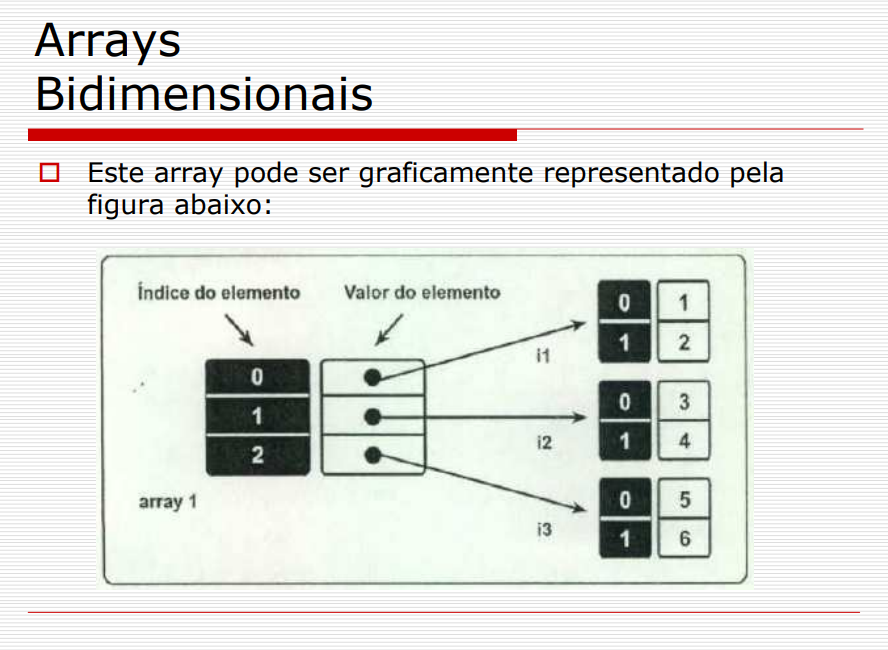 Arrays
Bidimensionais
Este array pode ser graficamente representado pela
figura abaixo:
Índice do elemento
Valor do elemento
0
1
2
array 1
i1
0 1
1 2
i2
0 3
1 4
i3
0 5
1 6